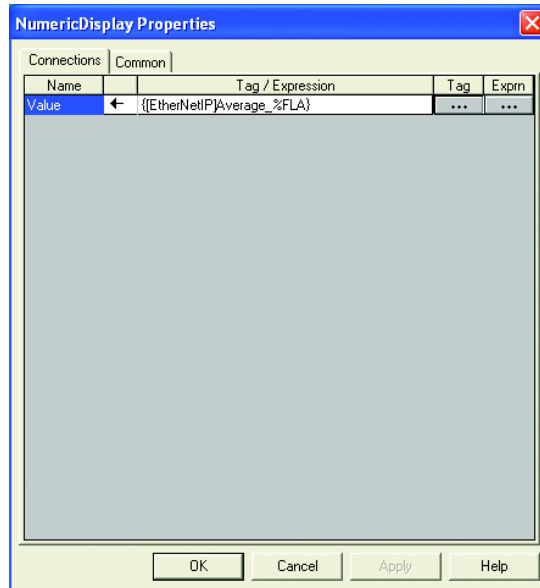 NumericDisplay Properties
Connections Common
Name Tag / Expression Tag Exprn
Value ← {[EtherNetIP]Average_%FLA} ... ...
OK Cancel Apply Help